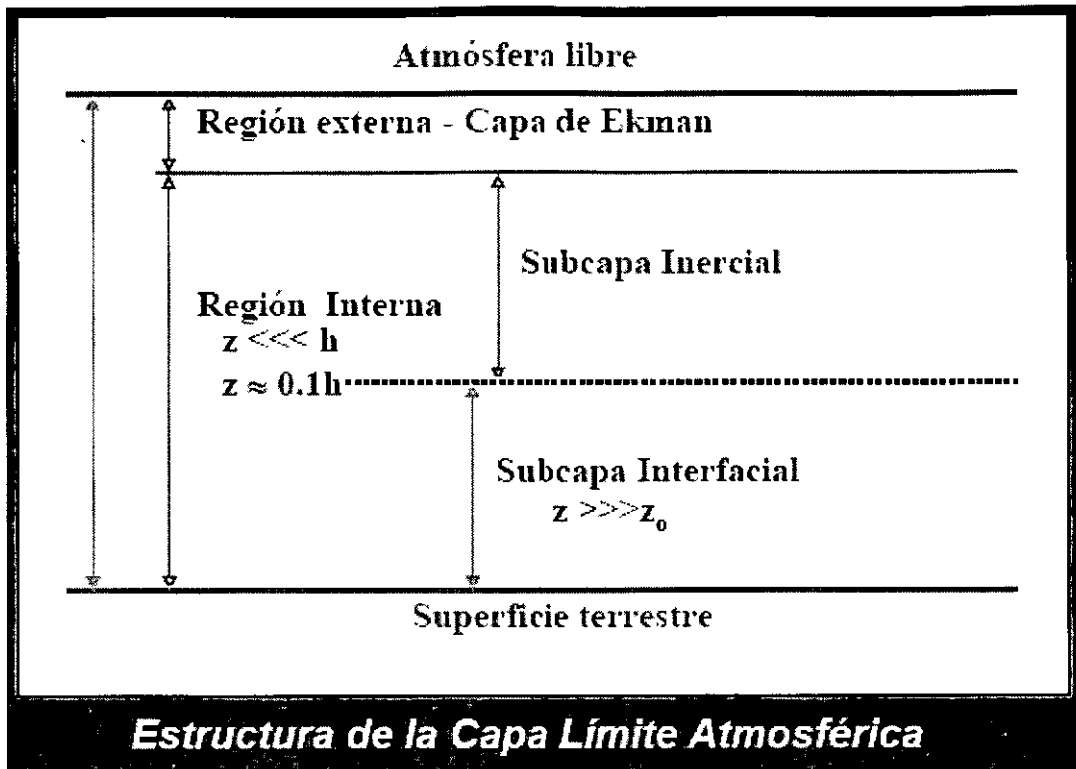 Atmósfera libre
Región externa - Capa de Ekman
Subcapa Inercial
Región Interna
z <<< h
z ≈ 0.1h
Subcapa Interfacial
z >>>z₀
Superficie terrestre
Estructura de la Capa Límite Atmosférica